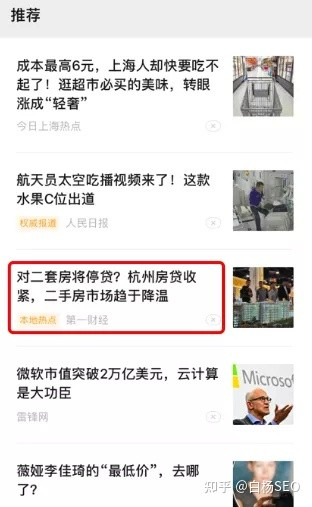 推荐
成本最高6元，上海人却快要吃不
起了！逛超市必买的美味，转眼
涨成“轻奢”
今日上海热点
航天员太空吃播视频来了！这款
水果C位出道
权威报道 人民日报
对二套房将停贷？杭州房贷收
紧，二手房市场趋于降温
本地热点 第一财经
微软市值突破2万亿美元，云计算
是大功臣
Microsof
雷锋网
薇娅李佳琦的“最低价”，去哪
了？
知乎 @白杨SEO